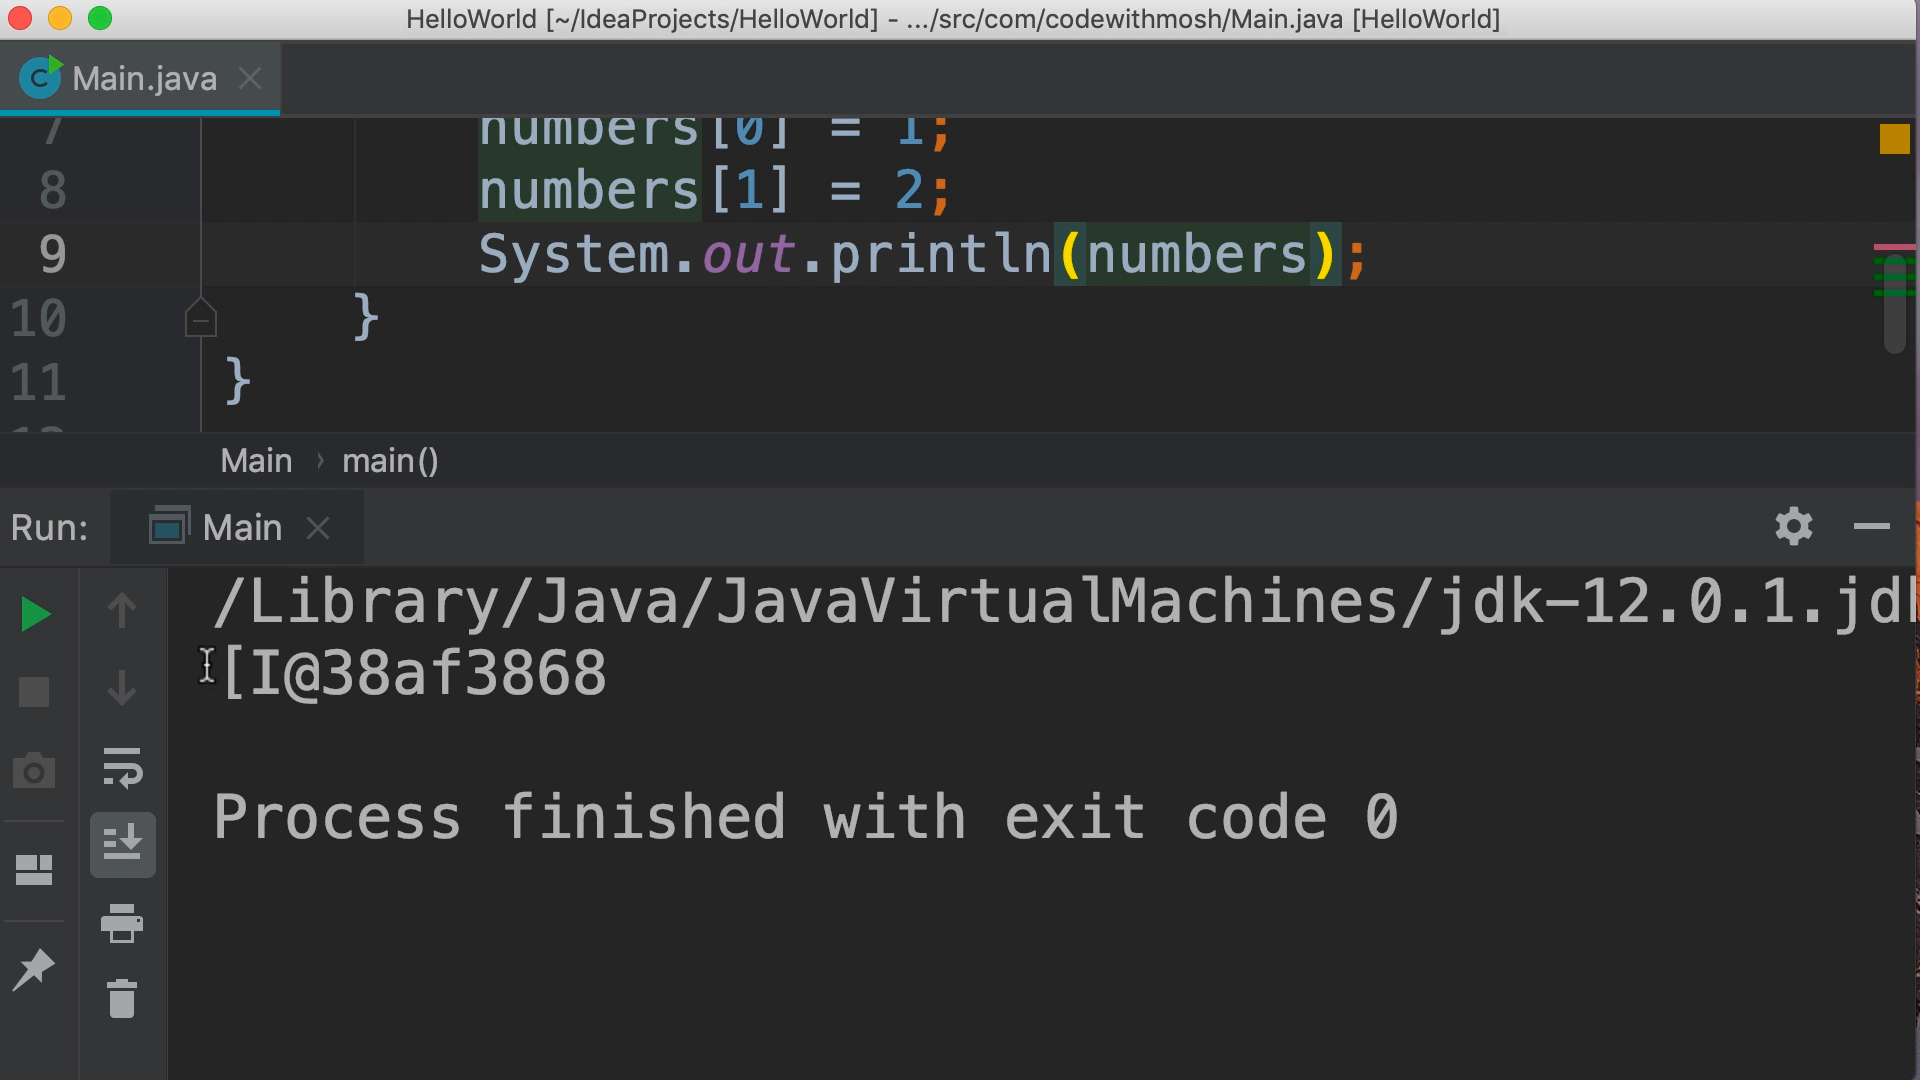 HelloWorld [~/IdeaProjects/HelloWorld] - .../src/com/codewithmosh/Main.java [HelloWorld]
Main.java
7 numbers[0] = 1;
8 numbers[1] = 2;
9 System.out.println(numbers);
10 }
11 }
12
Main › main()
Run: Main
/Library/Java/JavaVirtualMachines/jdk-12.0.1.jdk
[I@38af3868
Process finished with exit code 0